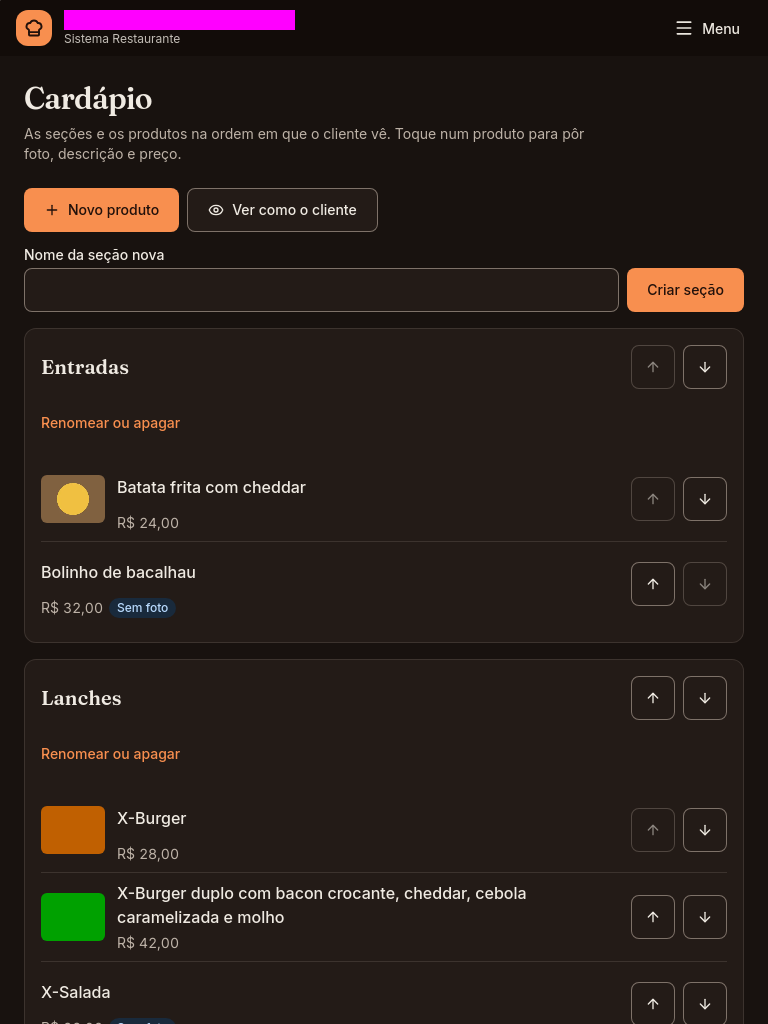 Sistema Restaurante
Menu
Cardápio
As seções e os produtos na ordem em que o cliente vê. Toque num produto para pôr
foto, descrição e preço.
Novo produto
Ver como o cliente
Nome da seção nova
Criar seção
Entradas
Renomear ou apagar
Batata frita com cheddar
R$ 24,00
Bolinho de bacalhau
R$ 32,00 Sem foto
Lanches
Renomear ou apagar
X-Burger
R$ 28,00
X-Burger duplo com bacon crocante, cheddar, cebola
caramelizada e molho
R$ 42,00
X-Salada